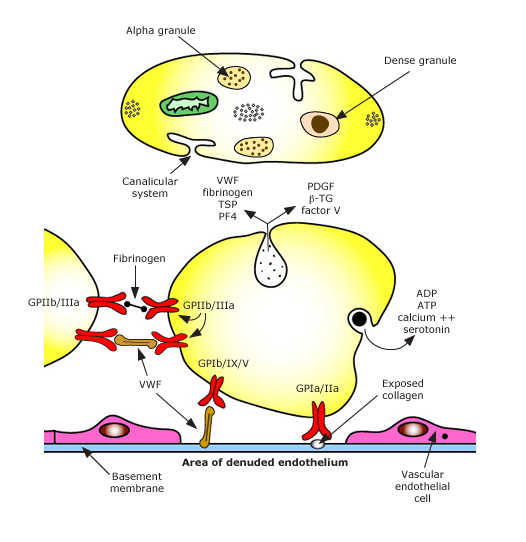 Alpha granule
Dense granule
Canalicular
system
VWF
fibrinogen
TSP
PF4
PDGF
β-TG
factor V
Fibrinogen
GPIIb/IIIa
GPIIb/IIIa
ADP
ATP
calcium ++
serotonin
GPIb/IX/V
VWF
GPIa/IIa
Exposed
collagen
Area of denuded endothelium
Basement
membrane
Vascular
endothelial
cell